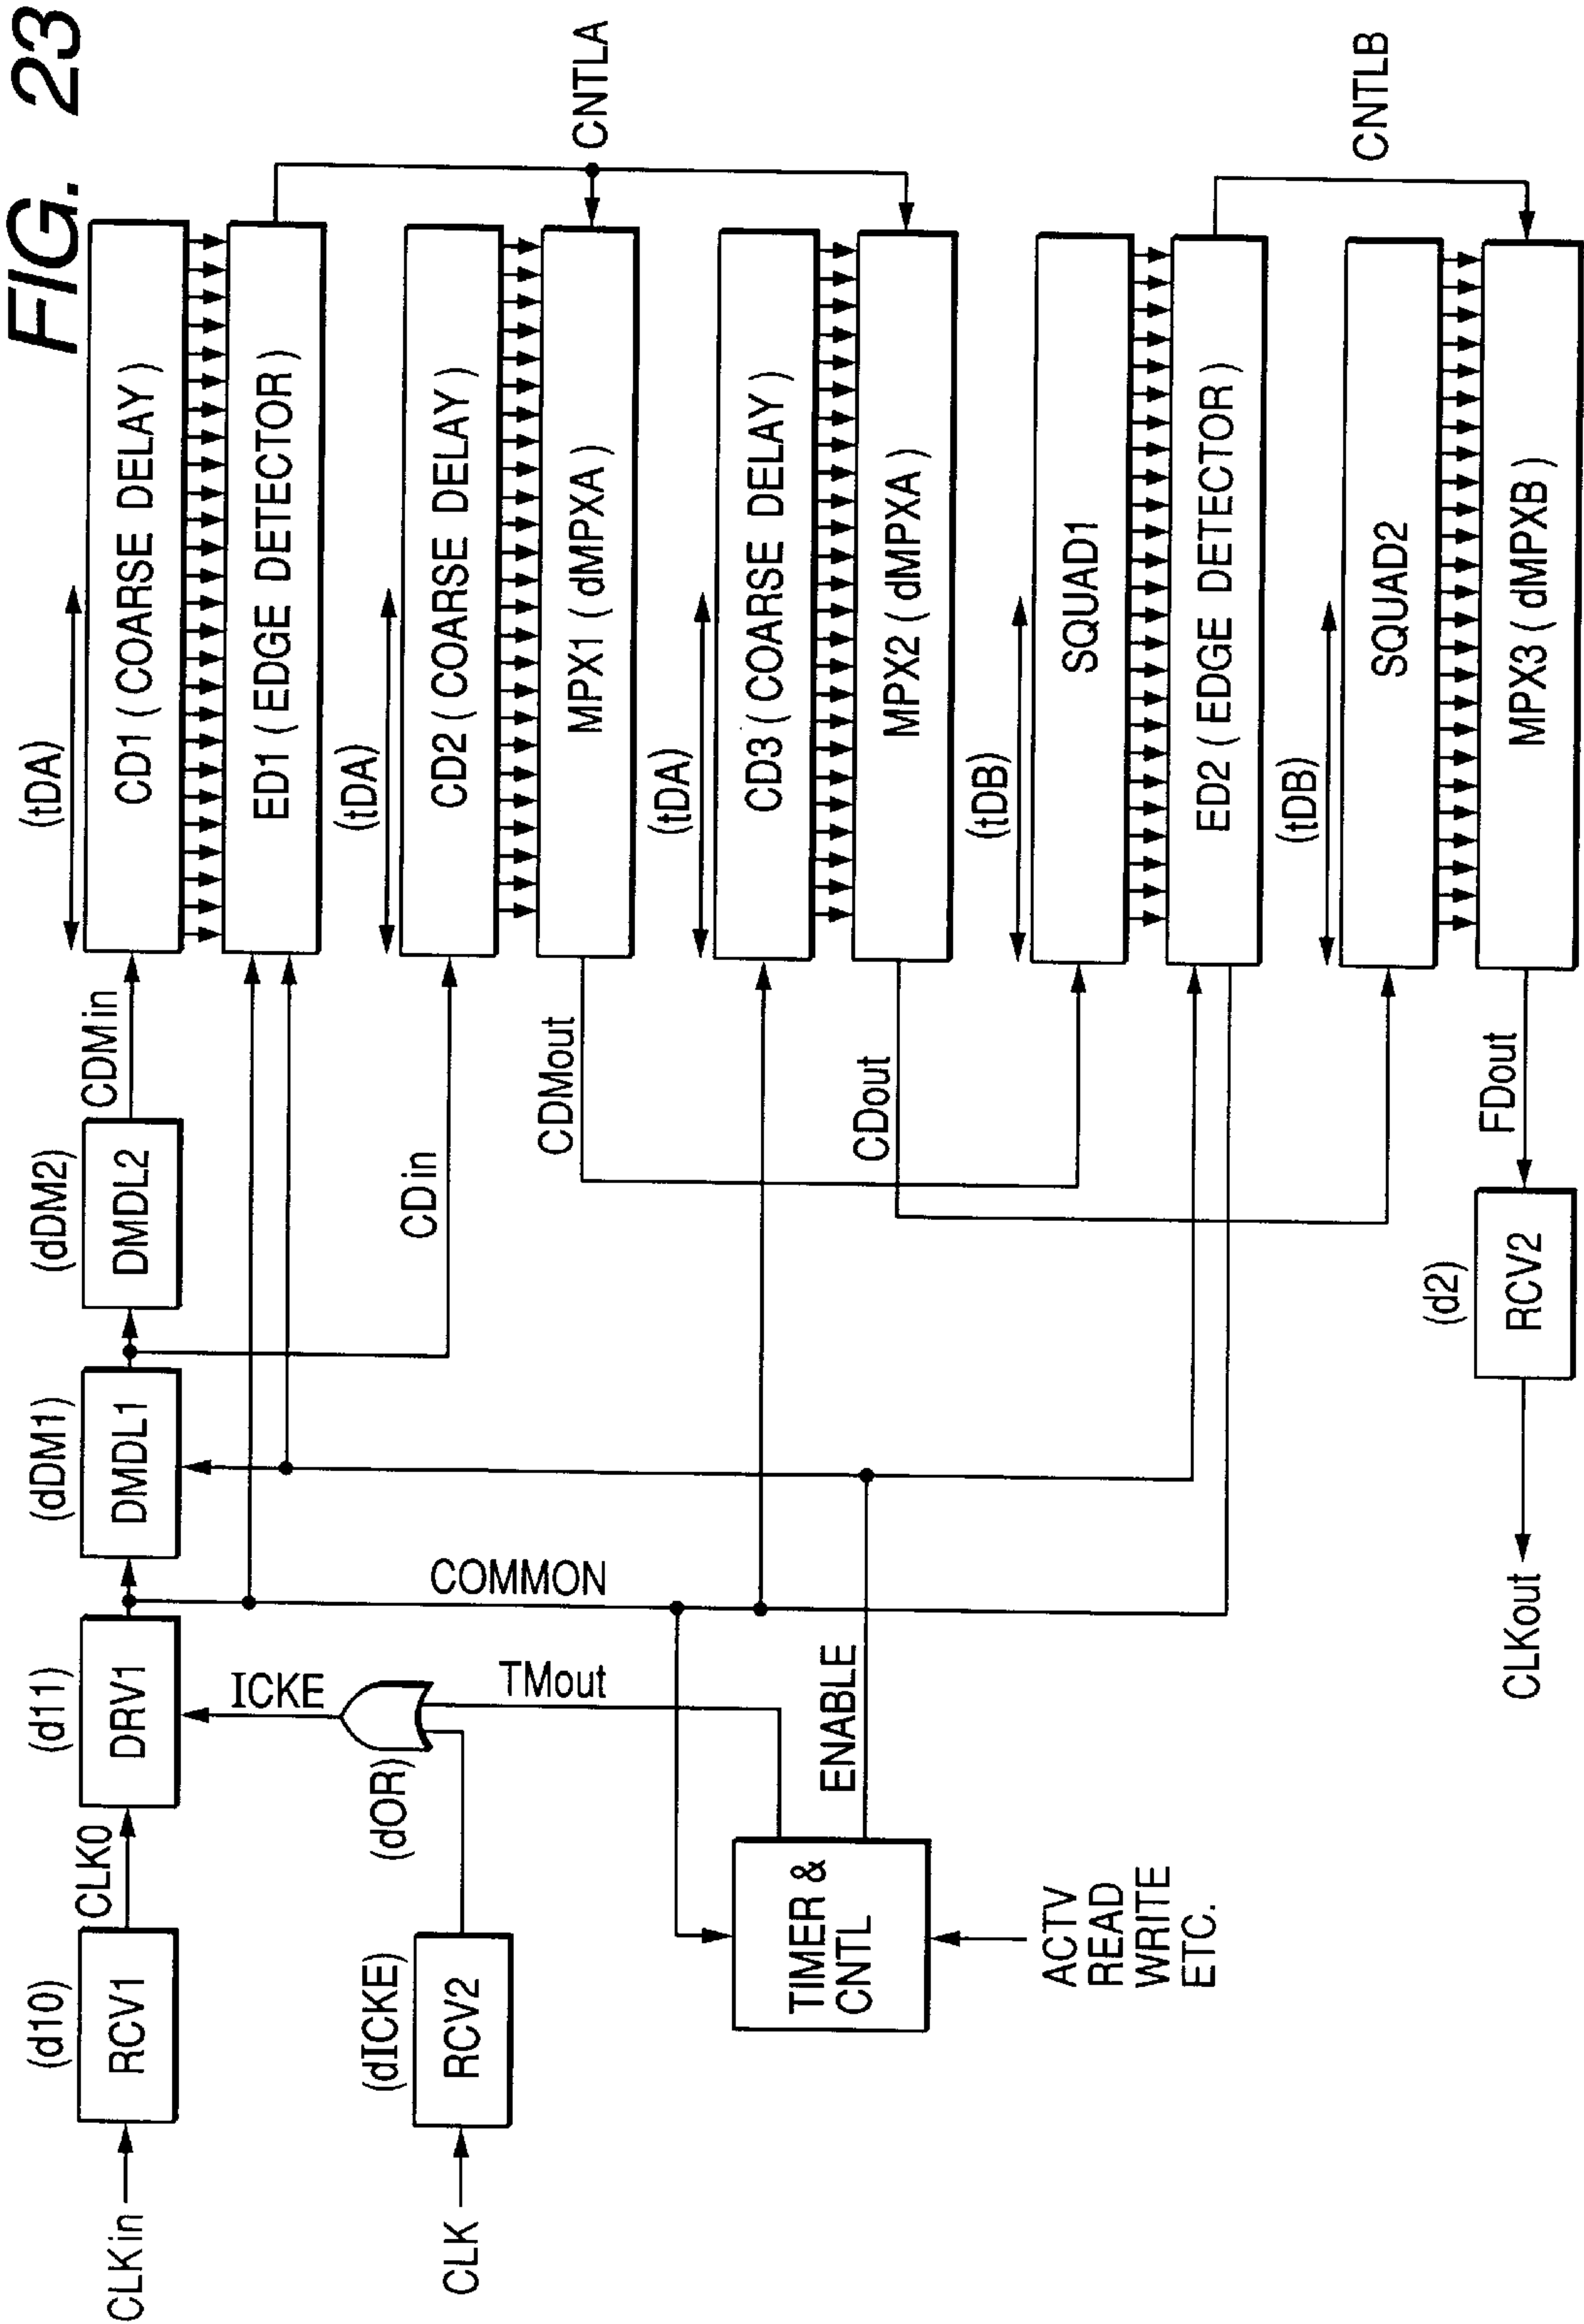 FIG. 23
(d10)
RCV1
CLKin
CLK0
(d11)
DRV1
(dDM1)
DMDL1
(dDM2)
DMDL2
CDMin
(tDA)
CD1 ( COARSE DELAY )
ED1 ( EDGE DETECTOR )
CNTLA
(dICKE)
RCV2
CLK
(dOR)
ICKE
TMout
COMMON
CDin
(tDA)
CD2 ( COARSE DELAY )
MPX1 ( dMPXA )
CDMout
(tDA)
CD3 ( COARSE DELAY )
MPX2 ( dMPXA )
CDout
TIMER &
CNTL
ENABLE
ACTV
READ
WRITE
ETC.
(tDB)
SQUAD1
ED2 ( EDGE DETECTOR )
CNTLB
(tDB)
SQUAD2
MPX3 ( dMPXB )
FDout
(d2)
RCV2
CLKout